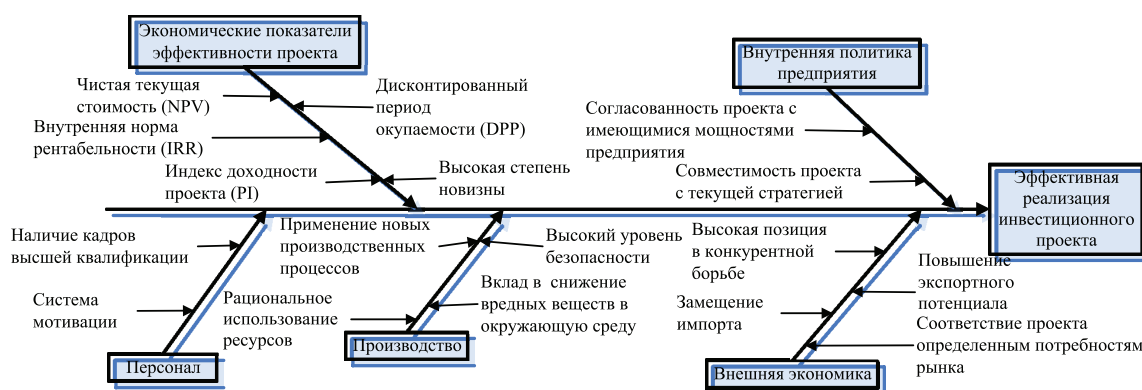 Экономические показатели
эффективности проекта
Внутренняя политика
предприятия
Чистая текущая
стоимость (NPV)
Дисконтированный
период
окупаемости (DPP)
Внутренняя норма
рентабельности (IRR)
Согласованность проекта с
имеющимися мощностями
предприятия
Индекс доходности
проекта (PI)
Высокая степень
новизны
Совместимость проекта
с текущей стратегией
Эффективная
реализация
инвестиционного
проекта
Наличие кадров
высшей квалификации
Применение новых
производственных
процессов
Высокий уровень
безопасности
Высокая позиция
в конкурентной
борьбе
Повышение
экспортного
потенциала
Система
мотивации
Рациональное
использование
ресурсов
Вклад в снижение
вредных веществ в
окружающую среду
Замещение
импорта
Соответствие проекта
определенным потребностям
рынка
Персонал
Производство
Внешняя экономика